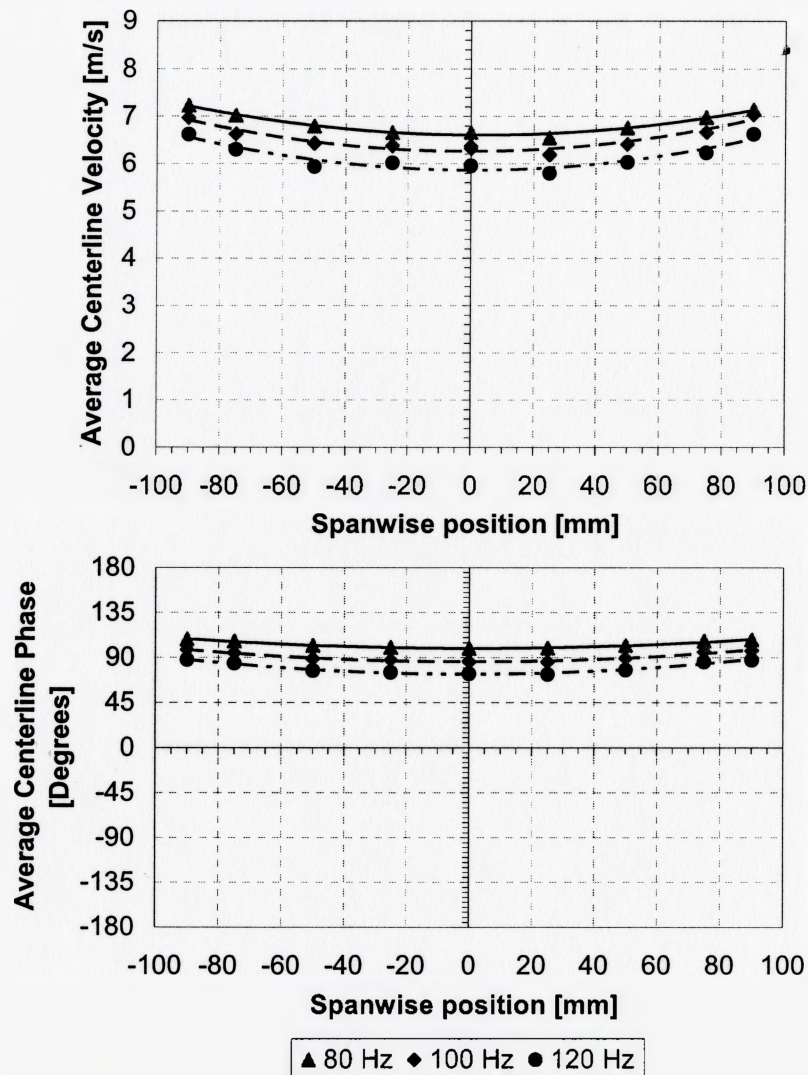 Average Centerline Velocity [m/s]
9
8
7
6
5
4
3
2
1
0
-100 -80 -60 -40 -20 0 20 40 60 80 100
Spanwise position [mm]
Average Centerline Phase
[Degrees]
180
135
90
45
0
-45
-90
-135
-180
-100 -80 -60 -40 -20 0 20 40 60 80 100
Spanwise position [mm]
80 Hz 100 Hz 120 Hz